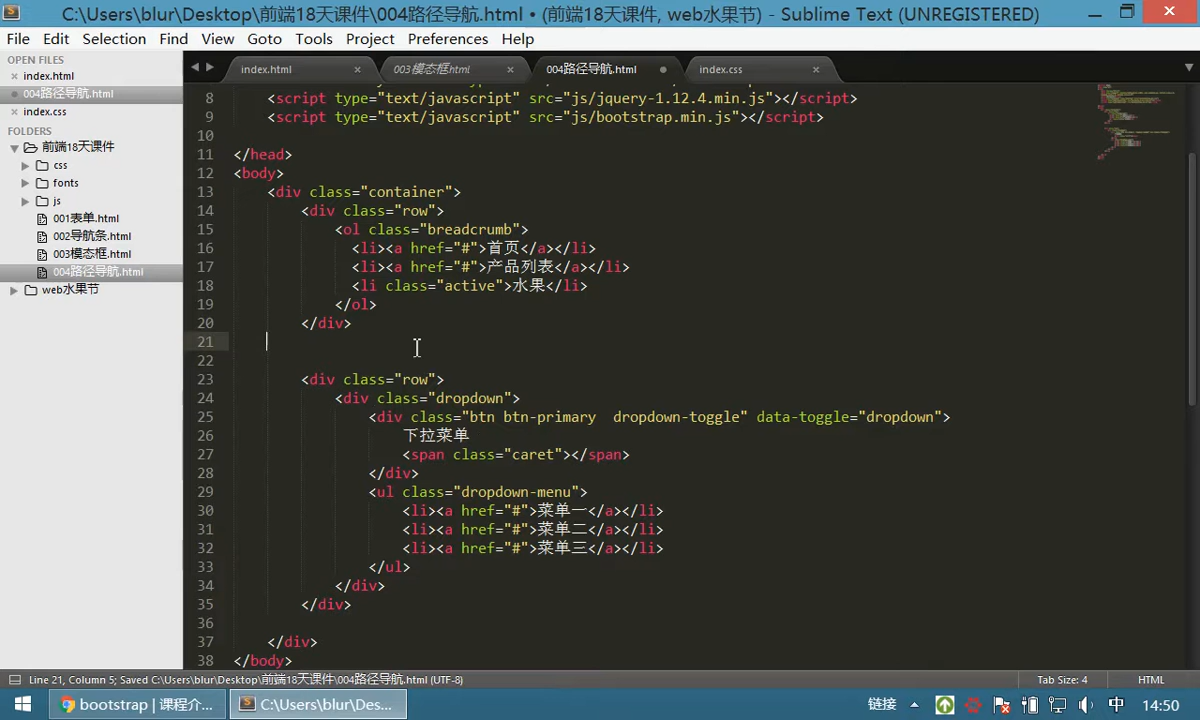 C:\Users\blur\Desktop\前端18天课件\004路径导航.html • (前端18天课件, web水果节) - Sublime Text (UNREGISTERED)
File Edit Selection Find View Goto Tools Project Preferences Help
OPEN FILES
index.html
004路径导航.html
index.css
FOLDERS
前端18天课件
css
fonts
js
001表单.html
002导航条.html
003模态框.html
004路径导航.html
web水果节
index.html 003模态框.html 004路径导航.html index.css
8 <script type="text/javascript" src="js/jquery-1.12.4.min.js"></script>
9 <script type="text/javascript" src="js/bootstrap.min.js"></script>
10
11 </head>
12 <body>
13 <div class="container">
14 <div class="row">
15 <ol class="breadcrumb">
16 <li><a href="#">首页</a></li>
17 <li><a href="#">产品列表</a></li>
18 <li class="active">水果</li>
19 </ol>
20 </div>
21
22
23 <div class="row">
24 <div class="dropdown">
25 <div class="btn btn-primary  dropdown-toggle" data-toggle="dropdown">
26 下拉菜单
27 <span class="caret"></span>
28 </div>
29 <ul class="dropdown-menu">
30 <li><a href="#">菜单一</a></li>
31 <li><a href="#">菜单二</a></li>
32 <li><a href="#">菜单三</a></li>
33 </ul>
34 </div>
35 </div>
36
37 </div>
38 </body>
Line 21, Column 5; Saved C:\Users\blur\Desktop\前端18天课件\004路径导航.html (UTF-8) Tab Size: 4 HTML
bootstrap | 课程介... C:\Users\blur\Des... 链接 中 14:50